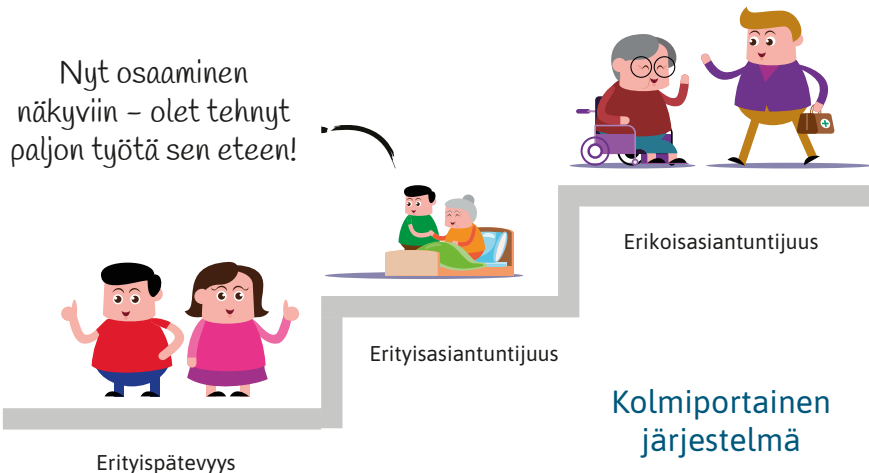 Nyt osaaminen
näkyviin – olet tehnyt
paljon työtä sen eteen!
Erikoisasiantuntijuus
Erityisasiantuntijuus
Kolmiportainen
järjestelmä
Erityispätevyys